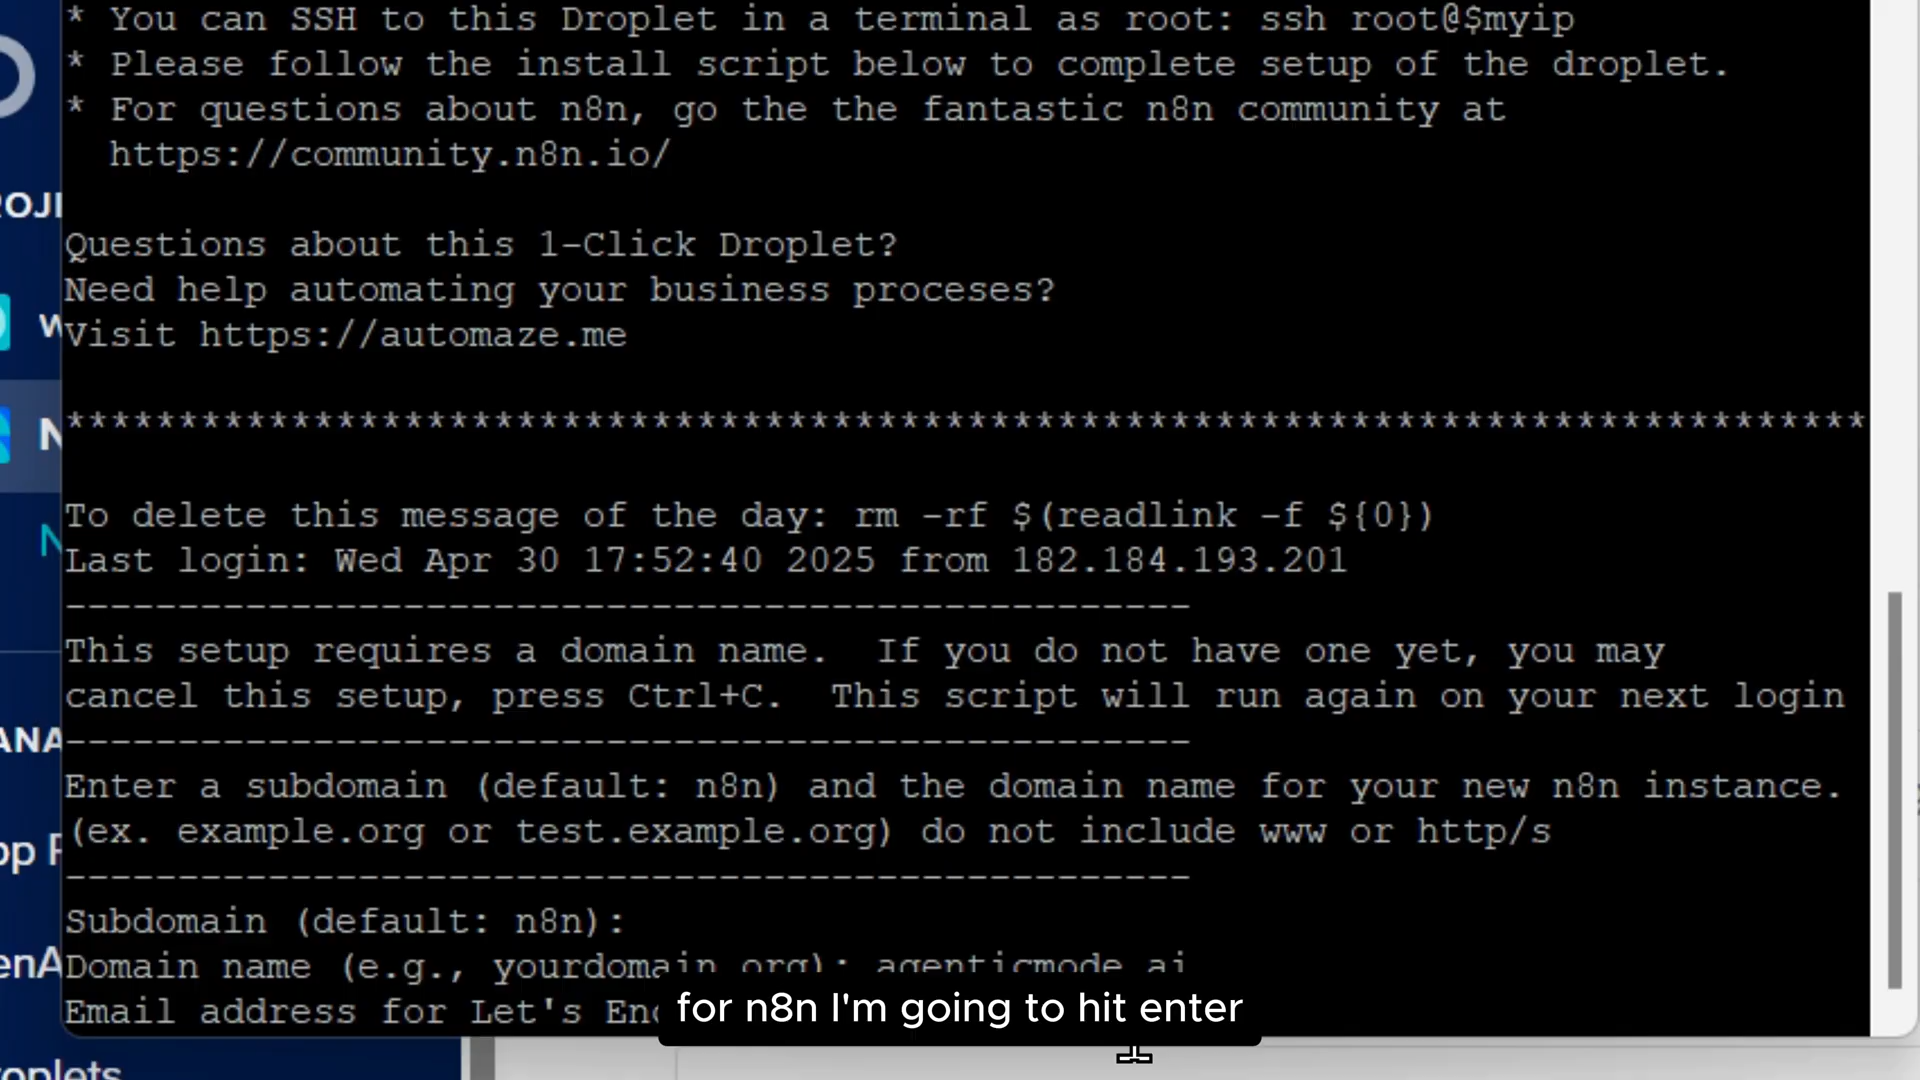 * You can SSH to this Droplet in a terminal as root: ssh root@$myip
* Please follow the install script below to complete setup of the droplet.
* For questions about n8n, go the the fantastic n8n community at
https://community.n8n.io/
Questions about this 1-Click Droplet?
Need help automating your business proceses?
Visit https://automaze.me
********************************************************************************
To delete this message of the day: rm -rf $(readlink -f ${0})
Last login: Wed Apr 30 17:52:40 2025 from 182.184.193.201
--------------------------------------------------
This setup requires a domain name.  If you do not have one yet, you may
cancel this setup, press Ctrl+C.  This script will run again on your next login
--------------------------------------------------
Enter a subdomain (default: n8n) and the domain name for your new n8n instance.
(ex. example.org or test.example.org) do not include www or http/s
--------------------------------------------------
Subdomain (default: n8n):
Domain name (e.g., yourdomain.org): agenticmode.ai
Email address for Let's
for n8n I'm going to hit enter